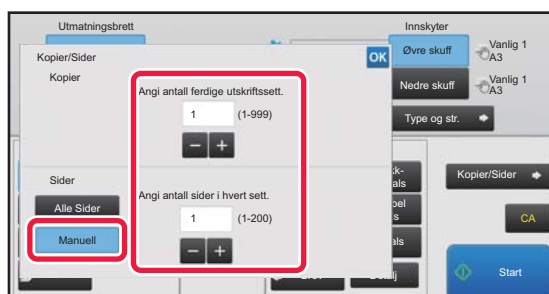 Utmatningsbrett
Innskyter
Kopier/Sider
OK
Øvre skuff
Vanlig 1
A3
Kopier
Angi antall ferdige utskriftssett.
1 (1-999)
Nedre skuff
Vanlig 1
A3
Type og str.
Sider
Alle Sider
Manuell
Angi antall sider i hvert sett.
1 (1-200)
Kopier/Sider
CA
Start